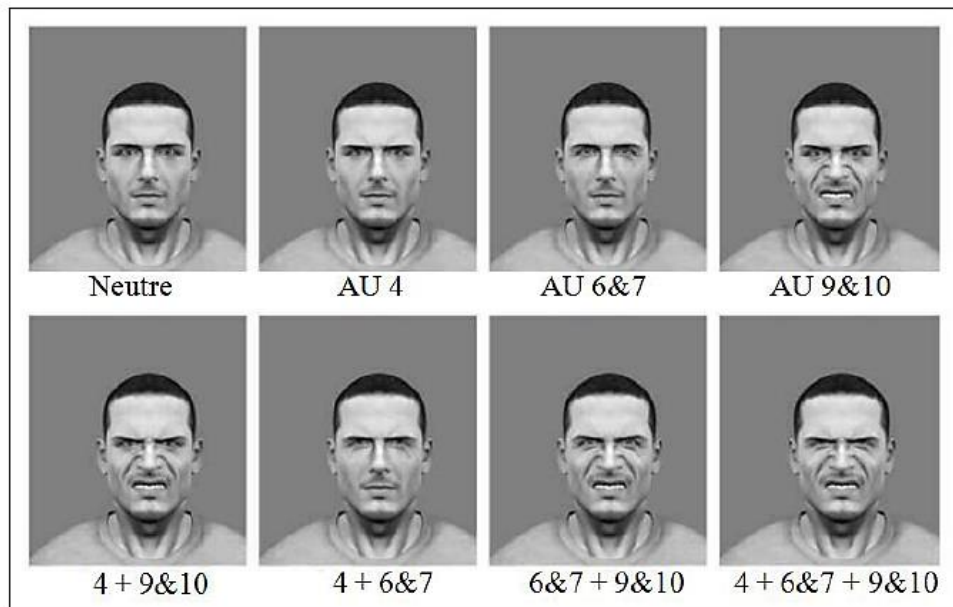 Neutre
AU 4
AU 6&7
AU 9&10
4 + 9&10
4 + 6&7
6&7 + 9&10
4 + 6&7 + 9&10